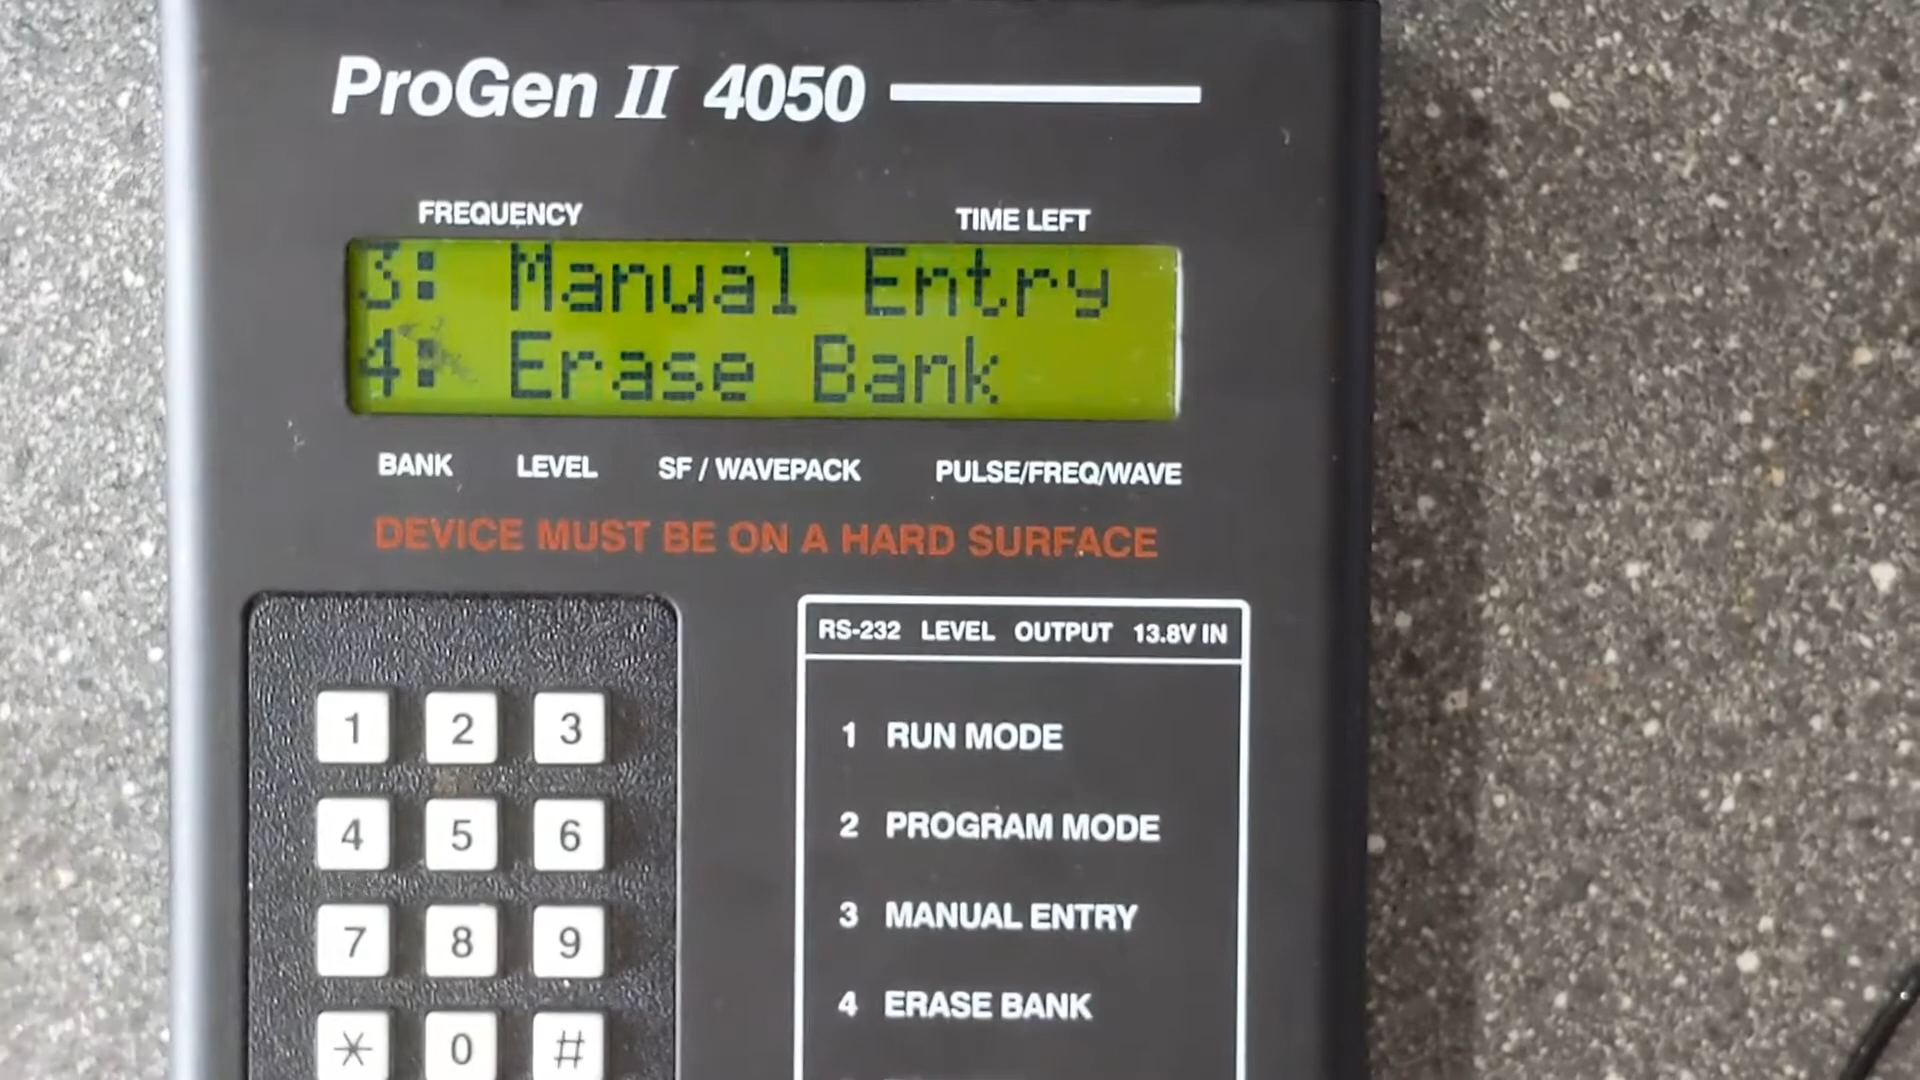 ProGen II 4050
FREQUENCY TIME LEFT
3: Manual Entry
4: Erase Bank
BANK LEVEL SF / WAVEPACK PULSE/FREQ/WAVE
DEVICE MUST BE ON A HARD SURFACE
RS-232 LEVEL OUTPUT 13.8V IN
1 2 3
4 5 6
7 8 9
* 0 #
1 RUN MODE
2 PROGRAM MODE
3 MANUAL ENTRY
4 ERASE BANK